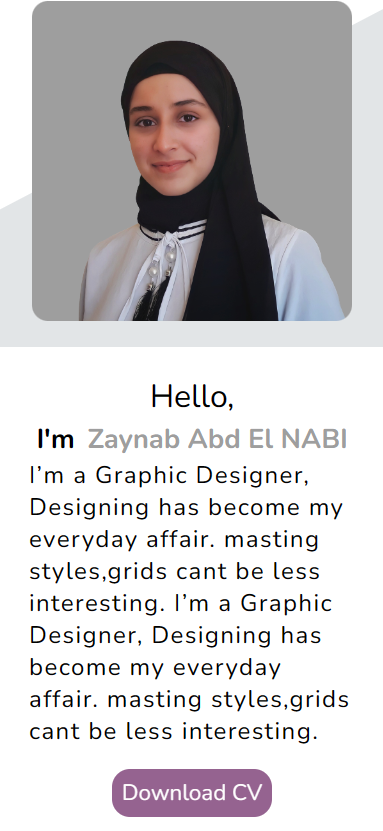 Hello,
I'm Zaynab Abd El NABI
I’m a Graphic Designer,
Designing has become my
everyday affair. masting
styles,grids cant be less
interesting. I’m a Graphic
Designer, Designing has
become my everyday
affair. masting styles,grids
cant be less interesting.
Download CV